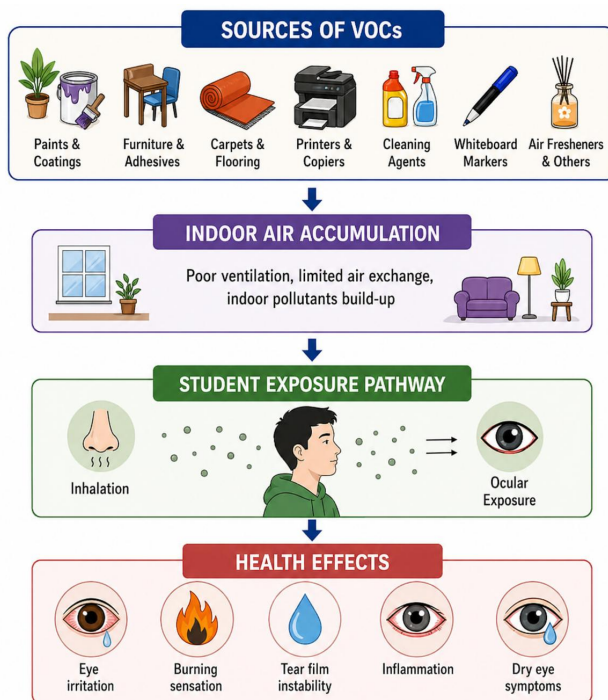 SOURCES OF VOCs
Paints &
Coatings
Furniture &
Adhesives
Carpets &
Flooring
Printers &
Copiers
Cleaning
Agents
Whiteboard
Markers
Air Fresheners
& Others
INDOOR AIR ACCUMULATION
Poor ventilation, limited air exchange,
indoor pollutants build-up
STUDENT EXPOSURE PATHWAY
Inhalation
Ocular
Exposure
HEALTH EFFECTS
Eye
irritation
Burning
sensation
Tear film
instability
Inflammation
Dry eye
symptoms